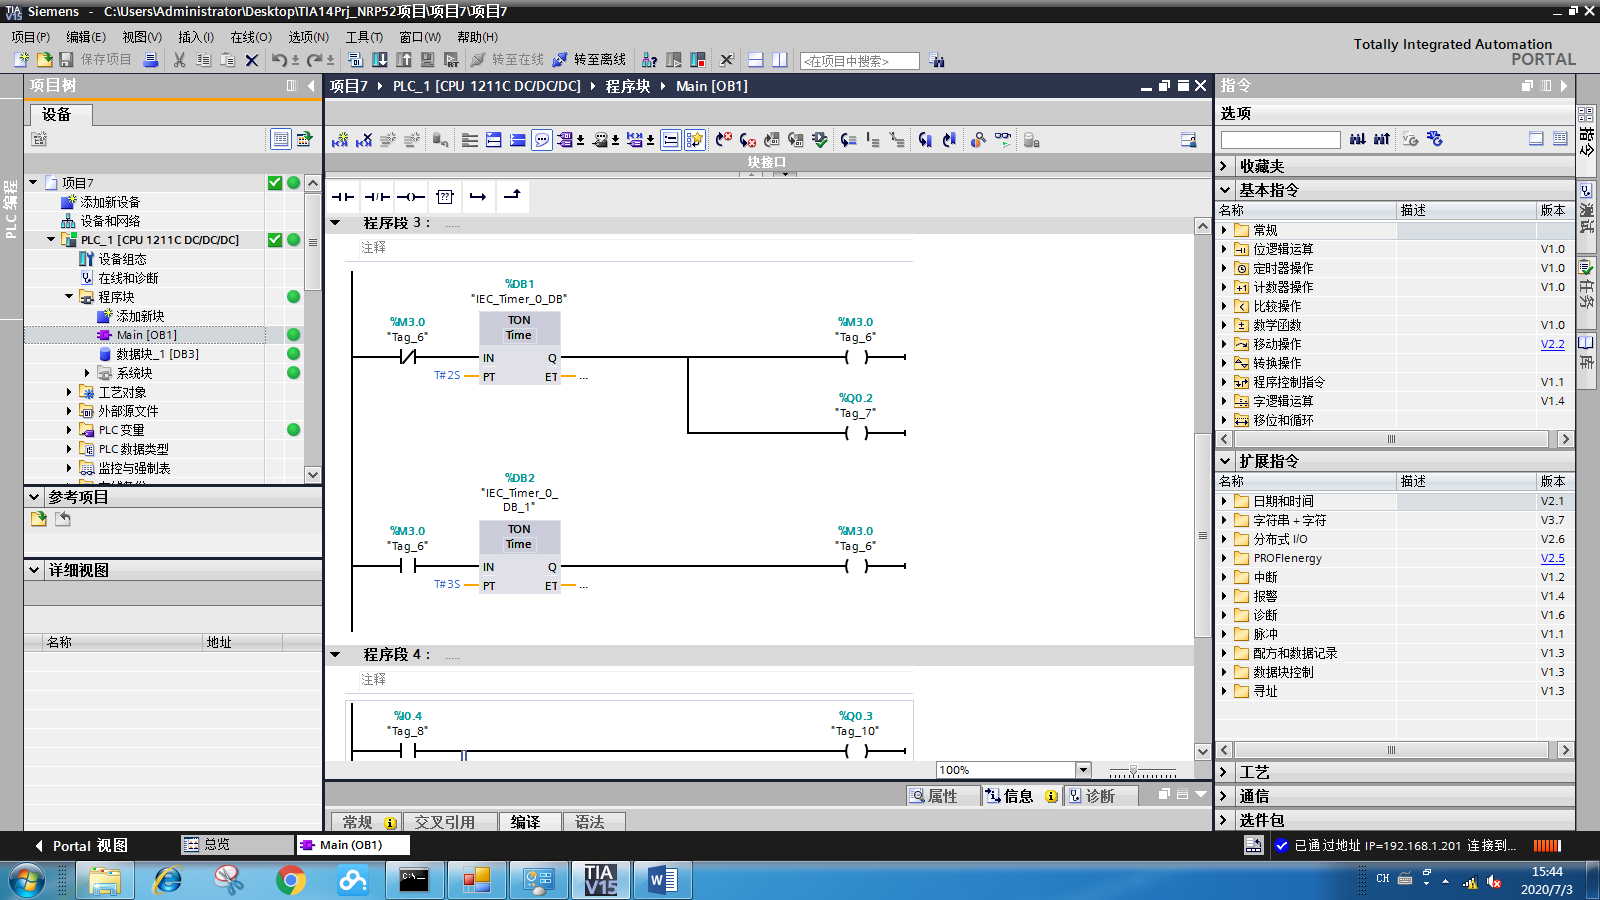 Siemens - C:\Users\Administrator\Desktop\TIA14Prj_NRP52项目\项目7\项目7
项目(P) 编辑(E) 视图(V) 插入(I) 在线(O) 选项(N) 工具(T) 窗口(W) 帮助(H)
Totally Integrated Automation
PORTAL
保存项目 转至在线 转至离线 <在项目中搜索>
项目树
设备
PLC 编程
项目7
添加新设备
设备和网络
PLC_1 [CPU 1211C DC/DC/DC]
设备组态
在线和诊断
程序块
添加新块
Main [OB1]
数据块_1 [DB3]
系统块
工艺对象
外部源文件
PLC 变量
PLC 数据类型
监控与强制表
参考项目
详细视图
名称 地址
项目7 PLC_1 [CPU 1211C DC/DC/DC] 程序块 Main [OB1]
块接口
程序段 3： .....
注释
%DB1
"IEC_Timer_0_DB"
%M3.0
"Tag_6"
TON
Time
%M3.0
"Tag_6"
IN Q
T#2S PT ET ...
%Q0.2
"Tag_7"
%DB2
"IEC_Timer_0_
DB_1"
%M3.0
"Tag_6"
TON
Time
%M3.0
"Tag_6"
IN Q
T#3S PT ET ...
程序段 4： .....
注释
%I0.4
"Tag_8"
%Q0.3
"Tag_10"
100%
属性 信息 诊断
常规 交叉引用 编译 语法
指令
选项
收藏夹
基本指令
名称 描述 版本
常规
位逻辑运算 V1.0
定时器操作 V1.0
计数器操作 V1.0
比较操作
数学函数 V1.0
移动操作 V2.2
转换操作
程序控制指令 V1.1
字逻辑运算 V1.4
移位和循环
扩展指令
名称 描述 版本
日期和时间 V2.1
字符串 + 字符 V3.7
分布式 I/O V2.6
PROFIenergy V2.5
中断 V1.2
报警 V1.4
诊断 V1.6
脉冲 V1.1
配方和数据记录 V1.3
数据块控制 V1.3
寻址 V1.3
工艺
通信
选件包
指令
测试
任务
库
Portal 视图 总览 Main (OB1)
已通过地址 IP=192.168.1.201 连接到...
TIA
V15
CH
15:44
2020/7/3